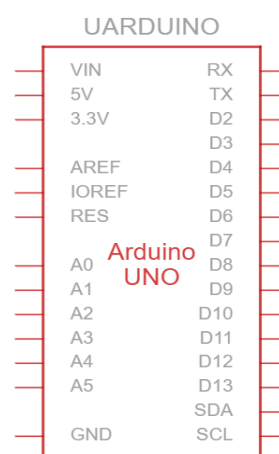 UARDUINO
VIN RX
5V TX
3.3V D2
D3
AREF D4
IOREF D5
RES D6
D7
Arduino
A0 D8
UNO
A1 D9
A2 D10
A3 D11
A4 D12
A5 D13
SDA
GND SCL